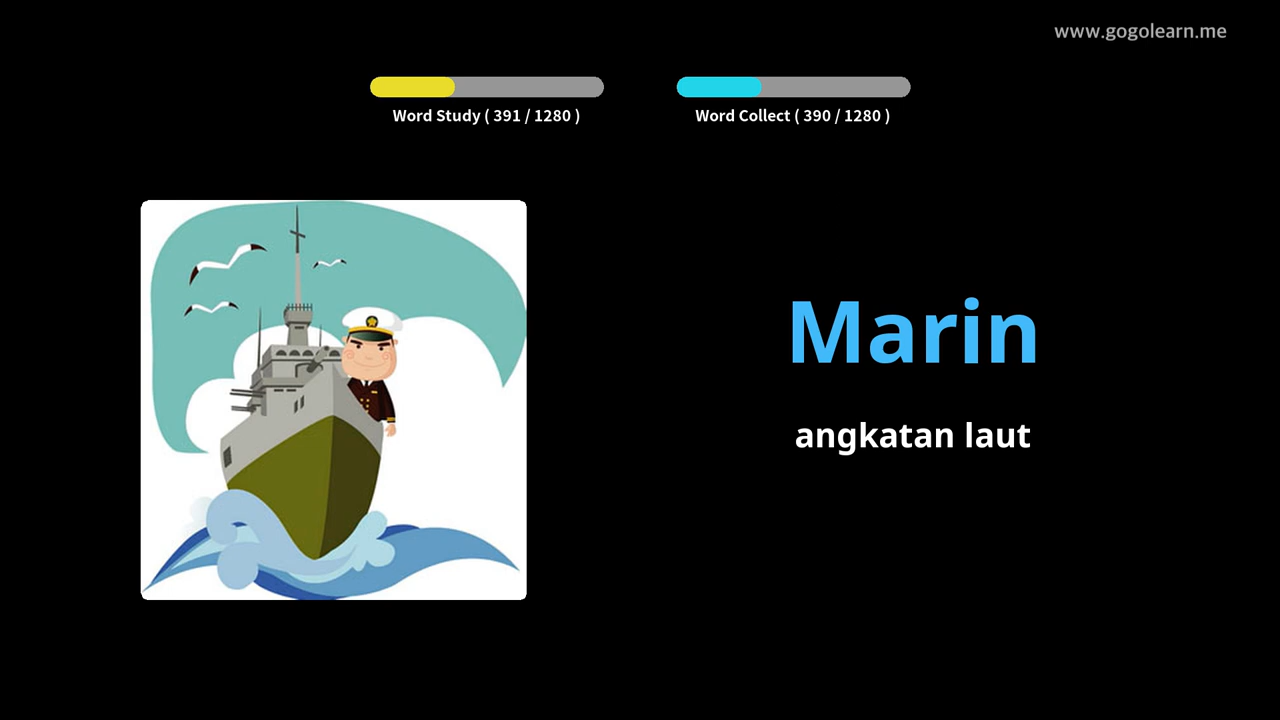 www.gogolearn.me
Word Study ( 391 / 1280 )
Word Collect ( 390 / 1280 )
Marin
angkatan laut